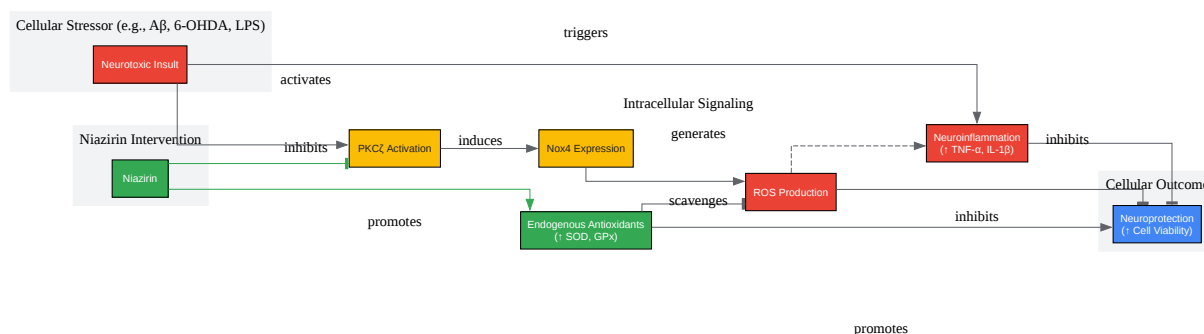 Cellular Stressor (e.g., Aβ, 6-OHDA, LPS)
triggers
Neurotoxic Insult
activates
Intracellular Signaling
generates
Niazirin Intervention
inhibits
PKCζ Activation
induces
Nox4 Expression
Neuroinflammation
(↑ TNF-α, IL-1β)
inhibits
Niazirin
ROS Production
Cellular Outcome
scavenges
promotes
Endogenous Antioxidants
(↑ SOD, GPx)
inhibits
Neuroprotection
(↑ Cell Viability)
promotes